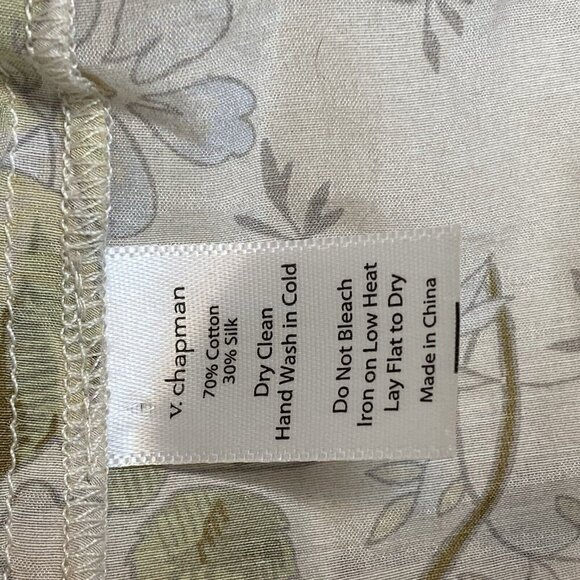 v. chapman
70% Cotton
30% Silk
Dry Clean
Hand Wash in Cold
Do Not Bleach
Iron on Low Heat
Lay Flat to Dry
Made in China